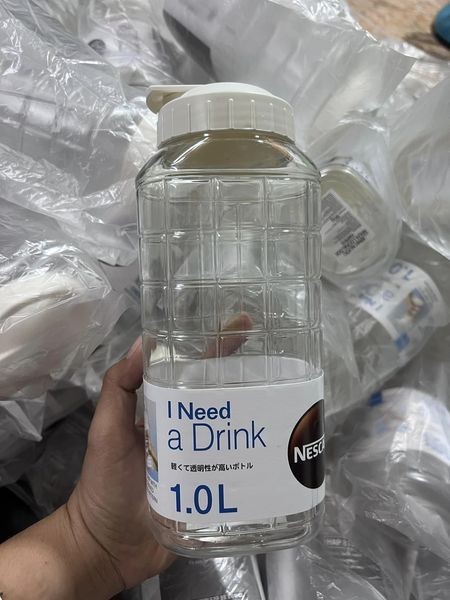 I Need
a Drink
軽くて透明性が高いボトル
1.0L
NESC